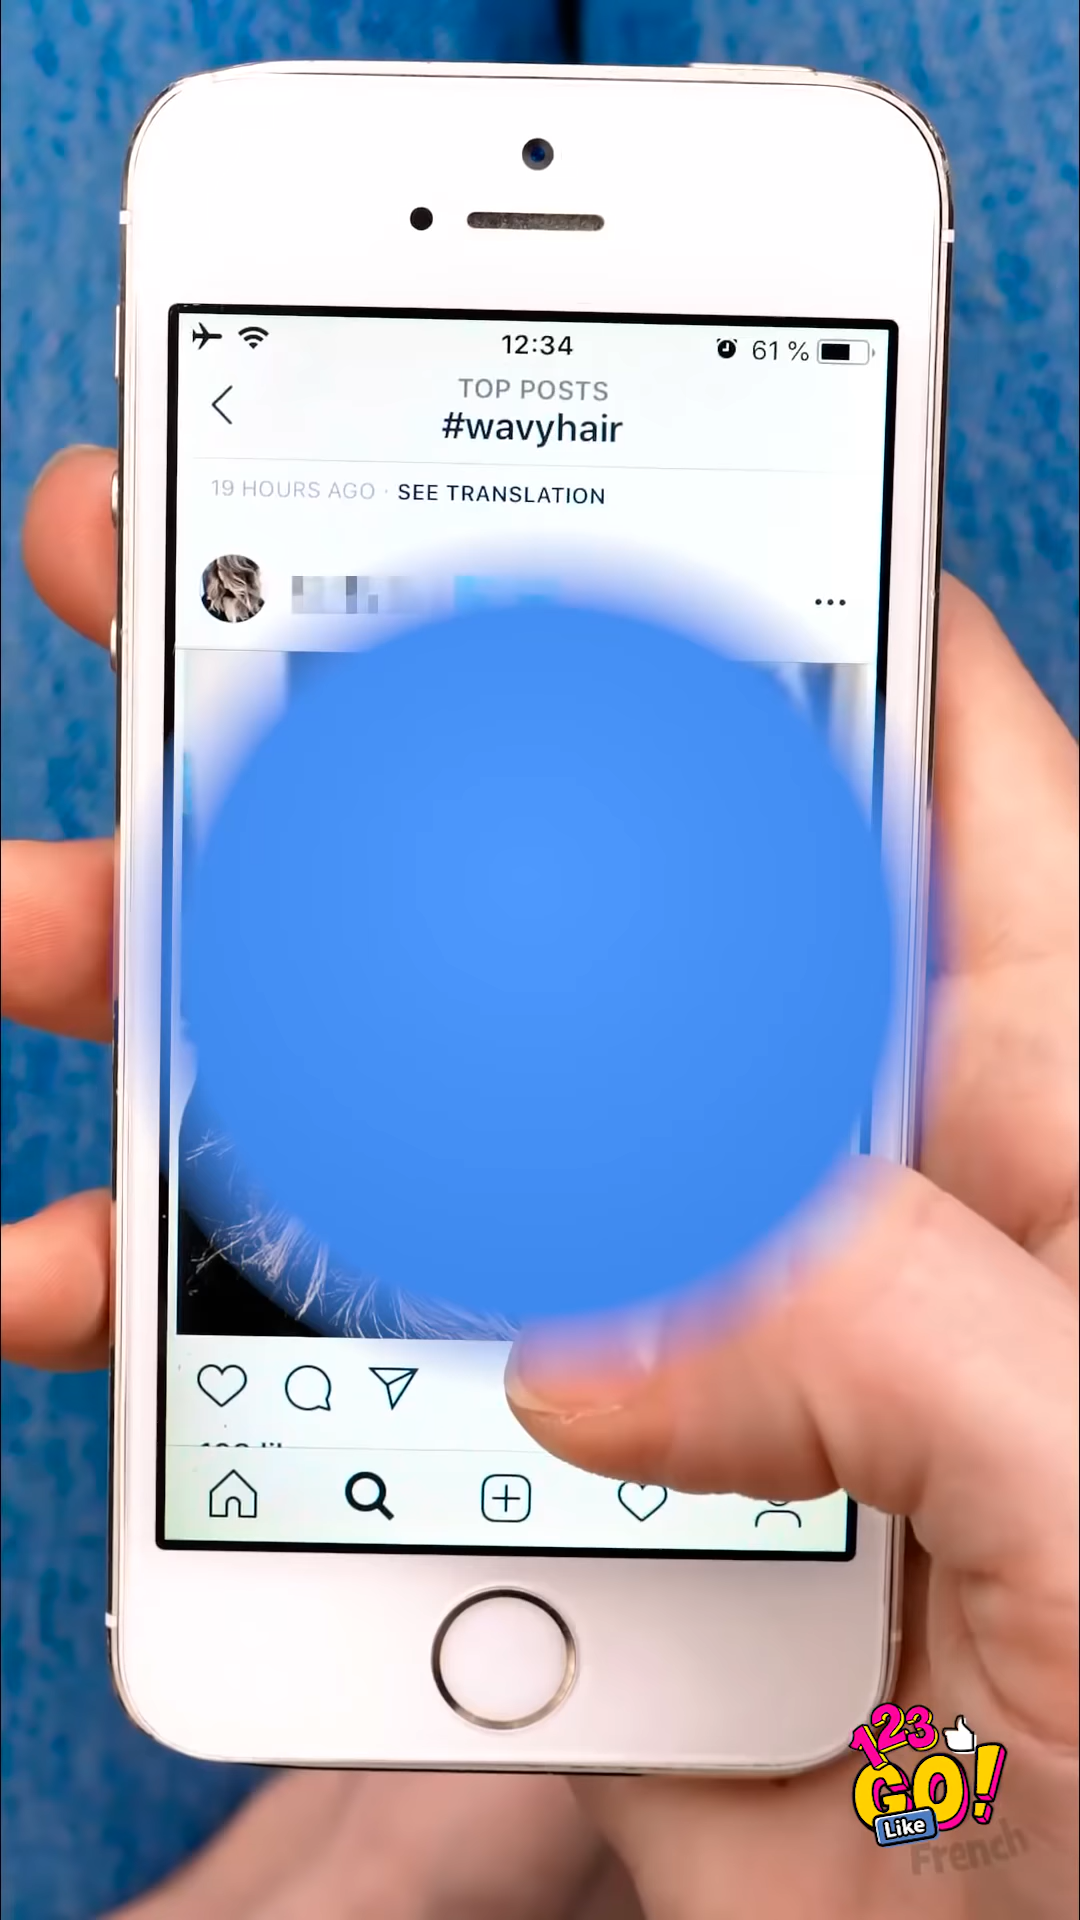 12:34
61 %
TOP POSTS
#wavyhair
19 HOURS AGO · SEE TRANSLATION
123
GO!
Like
French